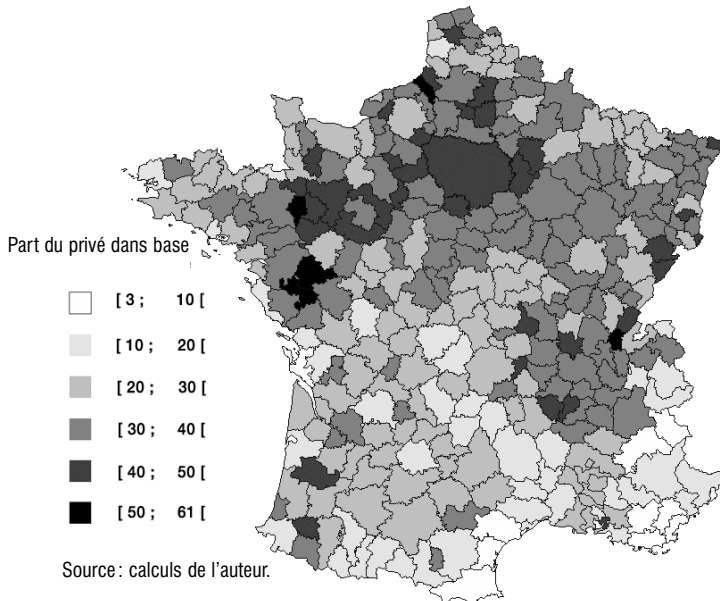 Part du privé dans base
[ 3 ; 10 [
[ 10 ; 20 [
[ 20 ; 30 [
[ 30 ; 40 [
[ 40 ; 50 [
[ 50 ; 61 [
Source : calculs de l'auteur.